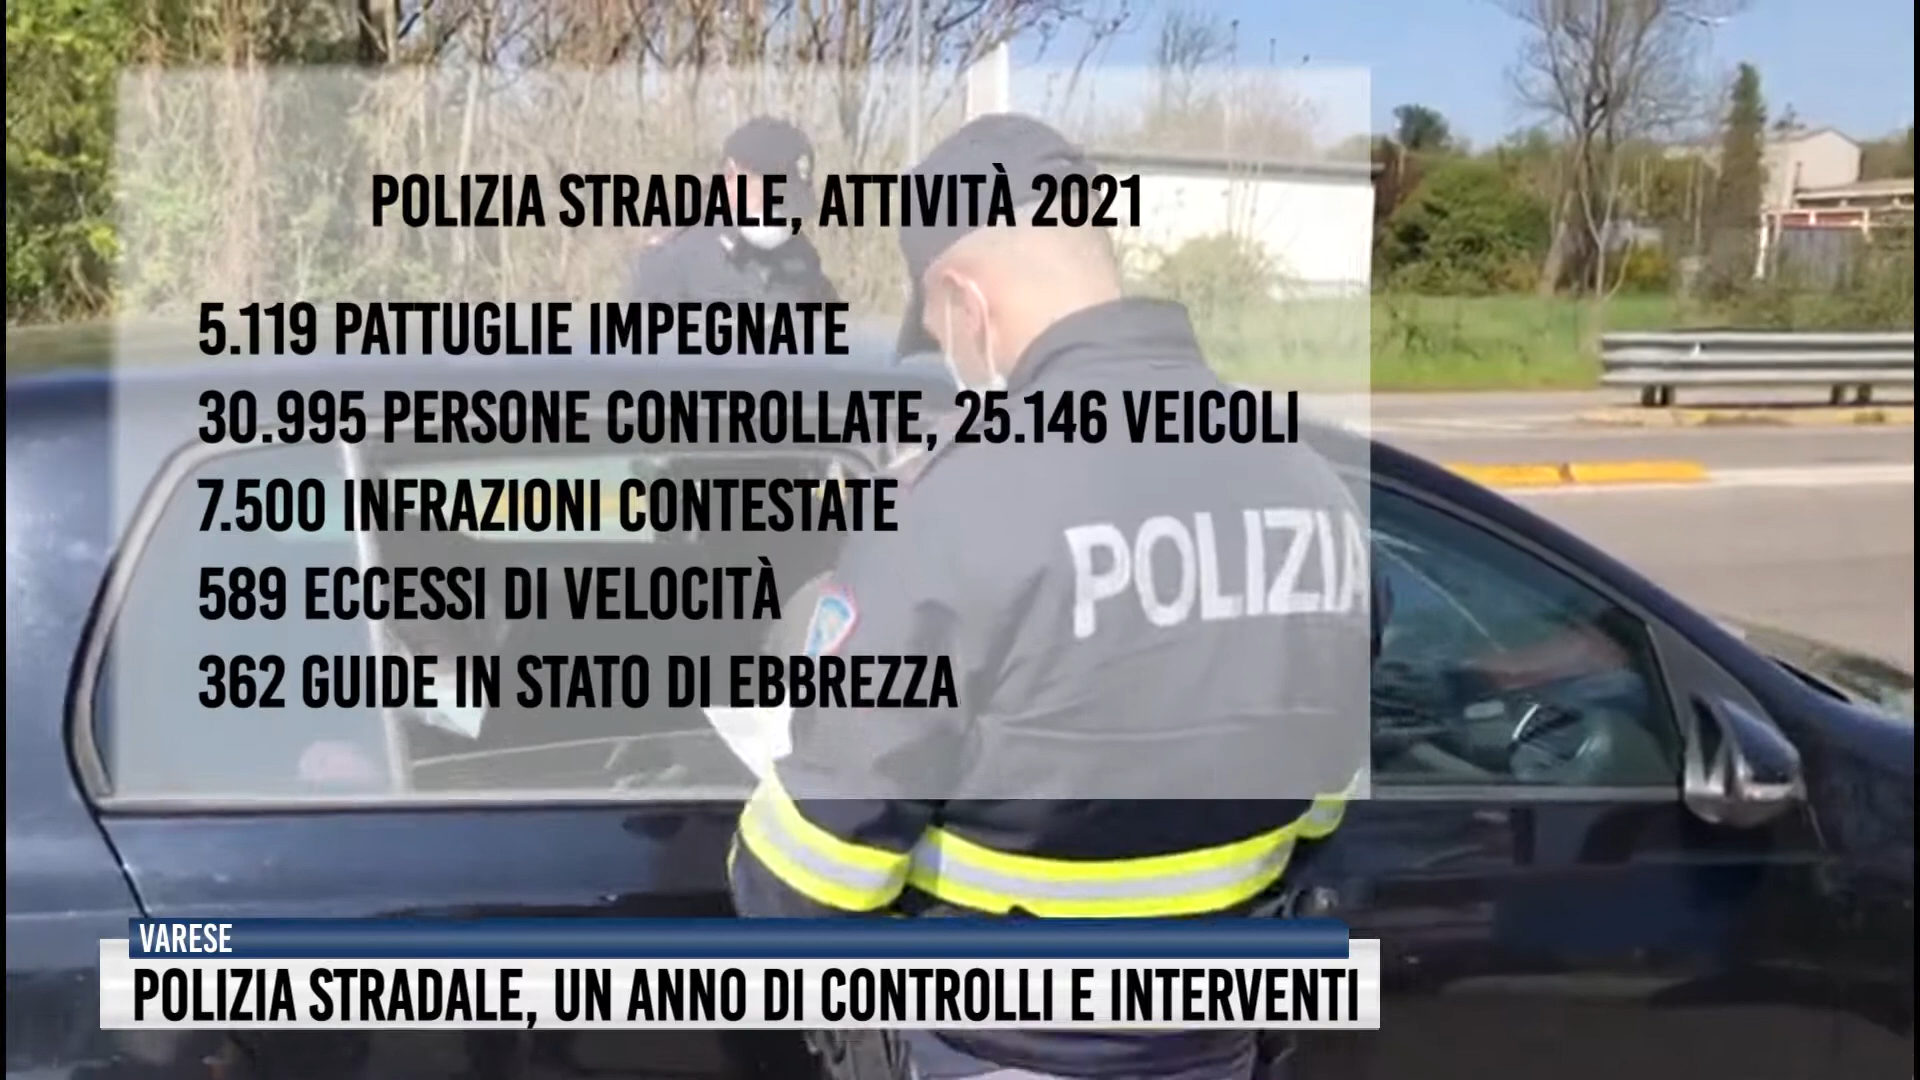 POLIZIA STRADALE, ATTIVITÀ 2021
5.119 PATTUGLIE IMPEGNATE
30.995 PERSONE CONTROLLATE, 25.146 VEICOLI
7.500 INFRAZIONI CONTESTATE
589 ECCESSI DI VELOCITÀ
362 GUIDE IN STATO DI EBBREZZA
POLIZIA
VARESE
POLIZIA STRADALE, UN ANNO DI CONTROLLI E INTERVENTI